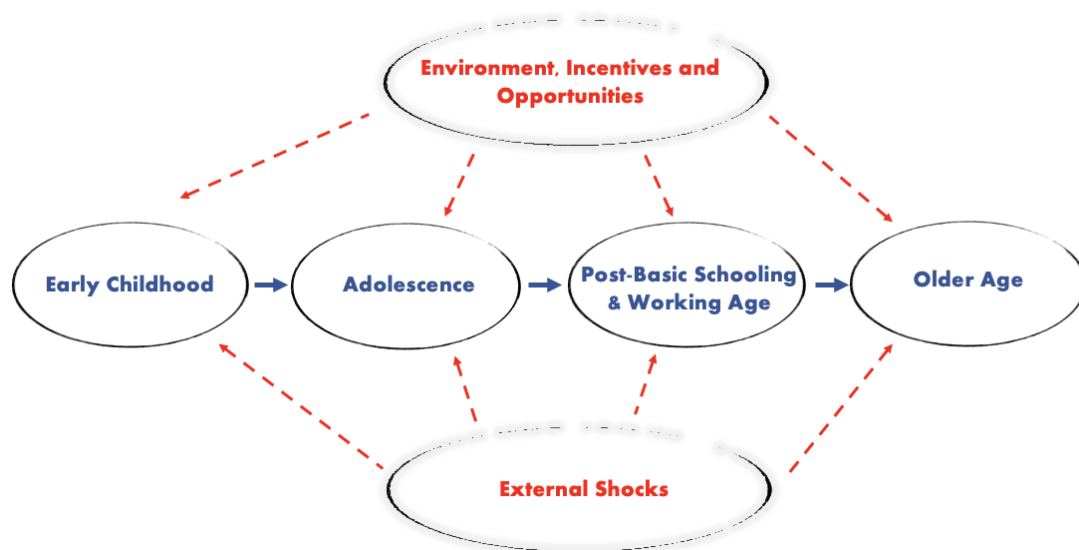 Environment, Incentives and
Opportunities
Early Childhood
Adolescence
Post-Basic Schooling
& Working Age
Older Age
External Shocks